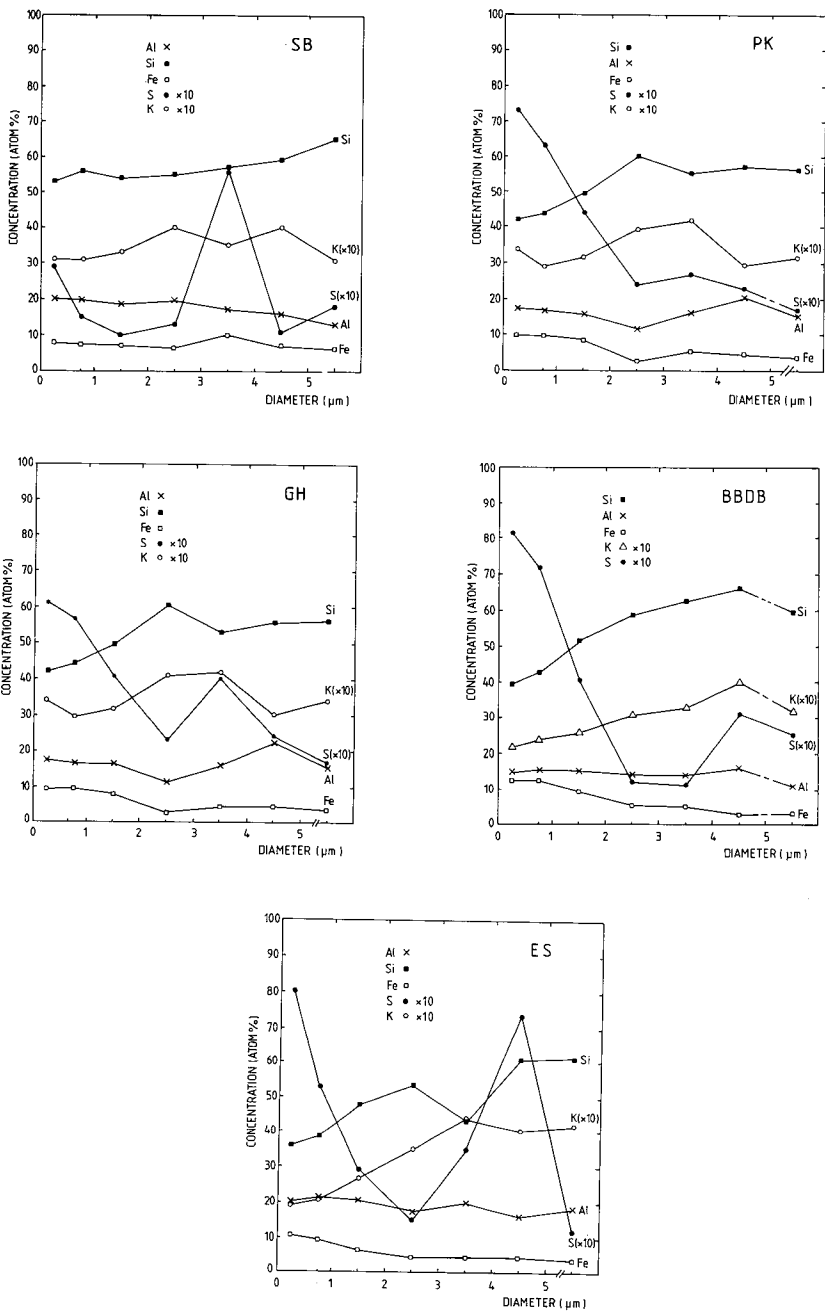 SB
Al ×
Si ■
Fe □
S ● ×10
K ○ ×10
100
90
80
70
60
50
40
30
20
10
0
CONCENTRATION (ATOM %)
Si
K(×10)
S(×10)
Al
Fe
0 1 2 3 4 5
DIAMETER (µm)
PK
Si ●
Al ×
Fe □
S ● ×10
K ○ ×10
100
90
80
70
60
50
40
30
20
10
0
CONCENTRATION (ATOM %)
Si
K(×10)
S(×10)
Al
Fe
0 1 2 3 4 5
DIAMETER (µm)
GH
Al ×
Si ■
Fe □
S ● ×10
K ○ ×10
100
90
80
70
60
50
40
30
20
10
0
CONCENTRATION (ATOM %)
Si
K(×10)
S(×10)
Al
Fe
0 1 2 3 4 5
DIAMETER (µm)
BBDB
Si ■
Al ×
Fe □
K △ ×10
S ● ×10
100
90
80
70
60
50
40
30
20
10
0
CONCENTRATION (ATOM %)
Si
K(×10)
S(×10)
Al
Fe
0 1 2 3 4 5
DIAMETER (µm)
ES
Al ×
Si ■
Fe □
S ● ×10
K ○ ×10
100
90
80
70
60
50
40
30
20
10
0
CONCENTRATION (ATOM %)
Si
K(×10)
Al
S(×10)
Fe
0 1 2 3 4 5
DIAMETER (µm)